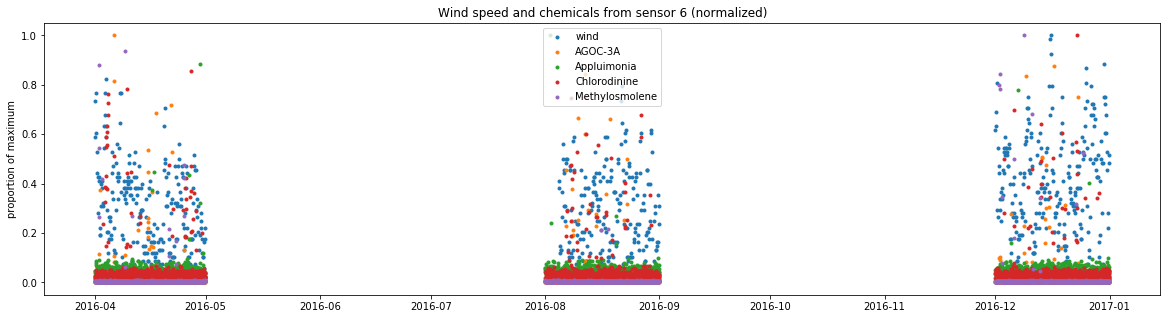 Wind speed and chemicals from sensor 6 (normalized)
proportion of maximum
1.0
0.8
0.6
0.4
0.2
0.0
wind
AGOC-3A
Appluimonia
Chlorodinine
Methylosmolene
2016-04
2016-05
2016-06
2016-07
2016-08
2016-09
2016-10
2016-11
2016-12
2017-01